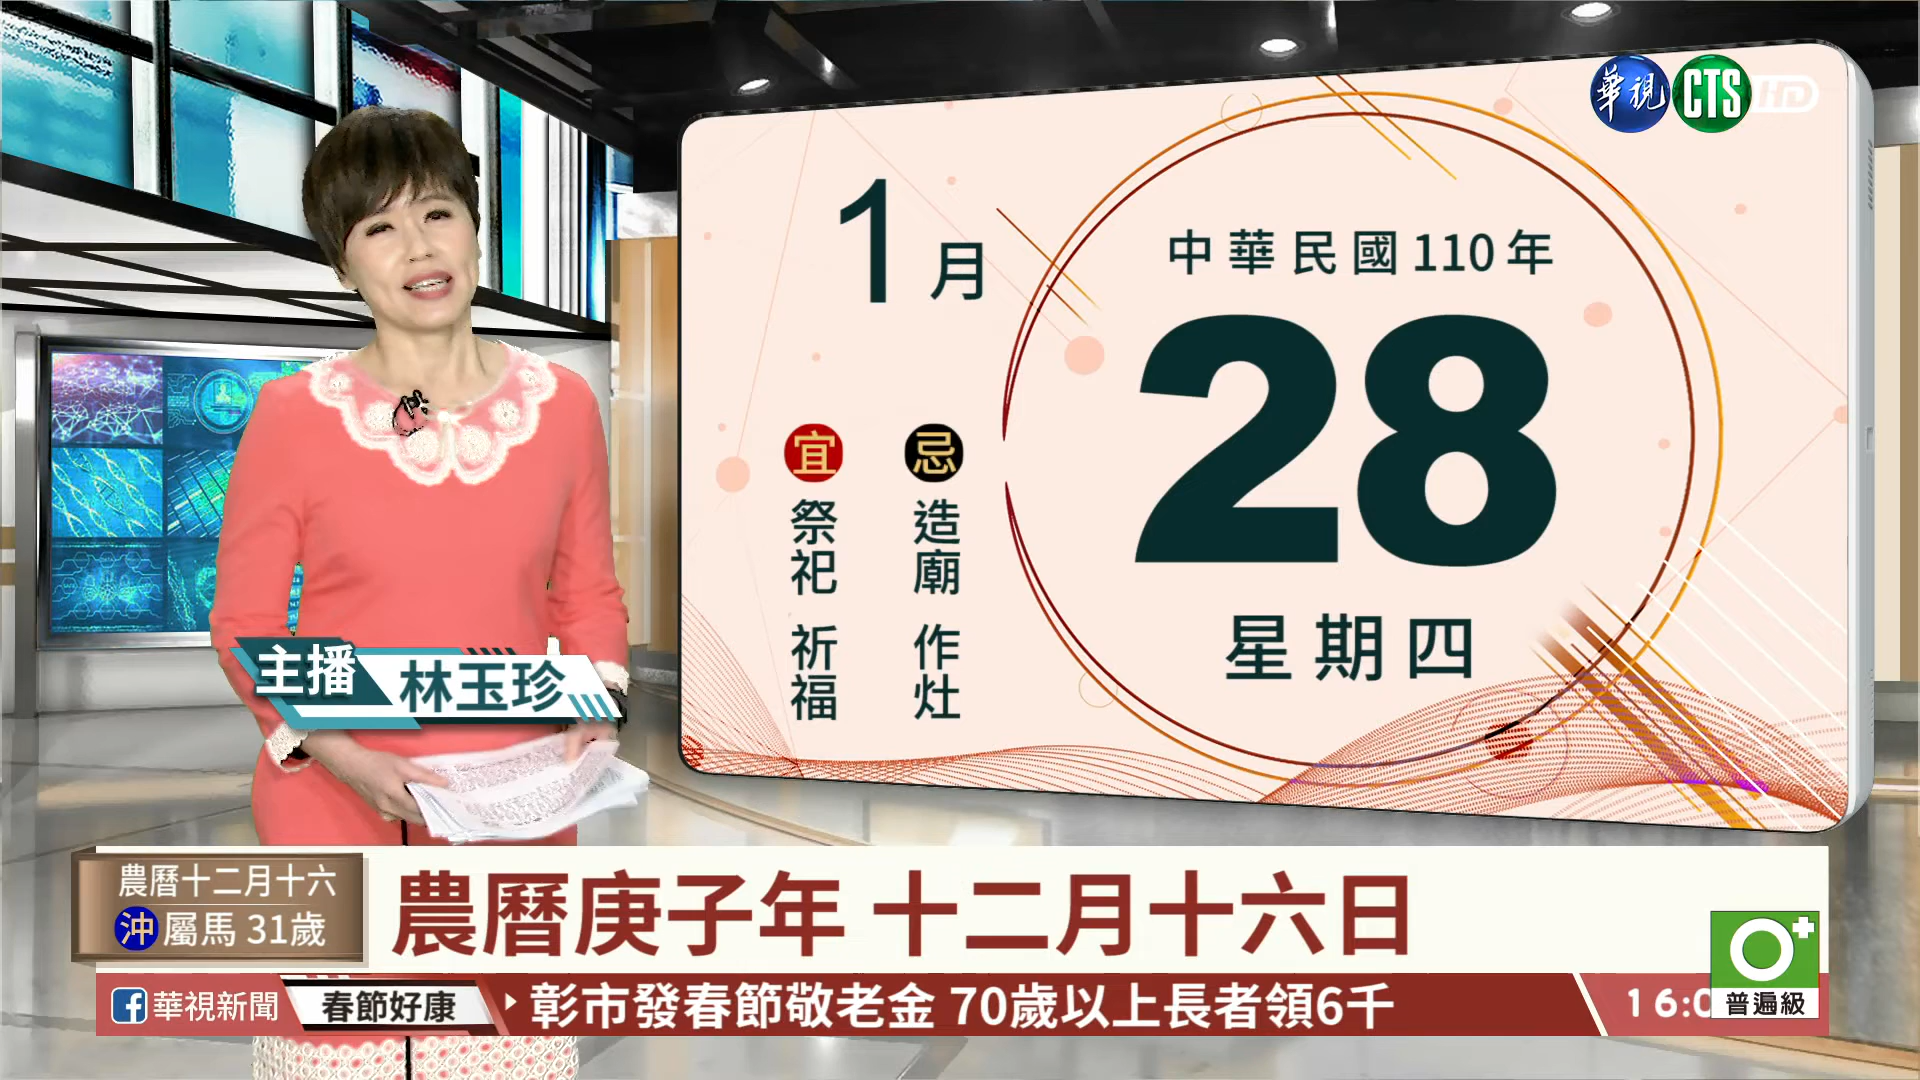 華視 CTS HD
1月
中華民國110年
28
星期四
宜
祭祀 祈福
忌
造廟 作灶
主播 林玉珍
農曆十二月十六
沖屬馬 31歲
農曆庚子年 十二月十六日
華視新聞
春節好康
彰市發春節敬老金 70歲以上長者領6千
16:0
普遍級